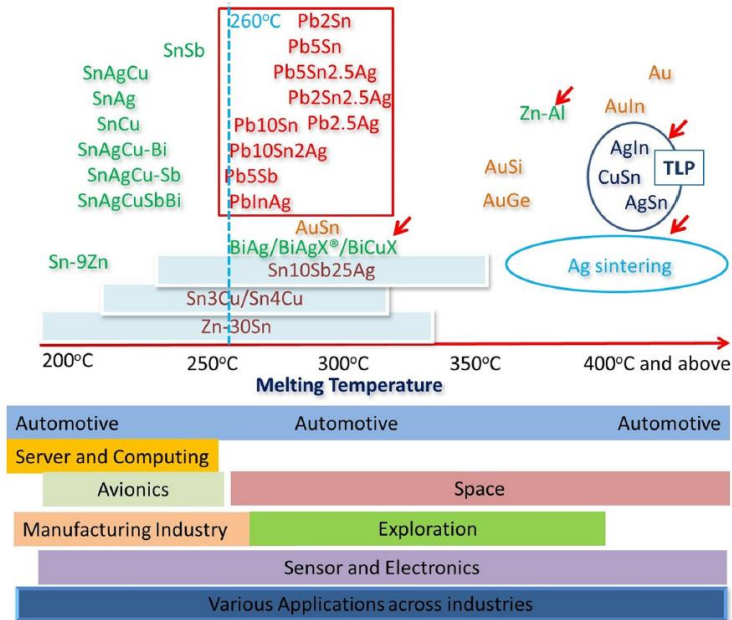 260°C Pb2Sn
SnSb Pb5Sn
SnAgCu Pb5Sn2.5Ag Au
SnAg Pb2Sn2.5Ag Zn-Al AuIn
SnCu Pb10Sn Pb2.5Ag
SnAgCu-Bi Pb10Sn2Ag AgIn
SnAgCu-Sb Pb5Sb AuSi CuSn TLP
SnAgCuSbBi PbInAg AuGe AgSn
AuSn
BiAg/BiAgX®/BiCuX
Sn-9Zn Sn10Sb25Ag Ag sintering
Sn3Cu/Sn4Cu
Zn-30Sn
200°C 250°C 300°C 350°C 400°C and above
Melting Temperature
Automotive Automotive Automotive
Server and Computing
Avionics Space
Manufacturing Industry Exploration
Sensor and Electronics
Various Applications across industries